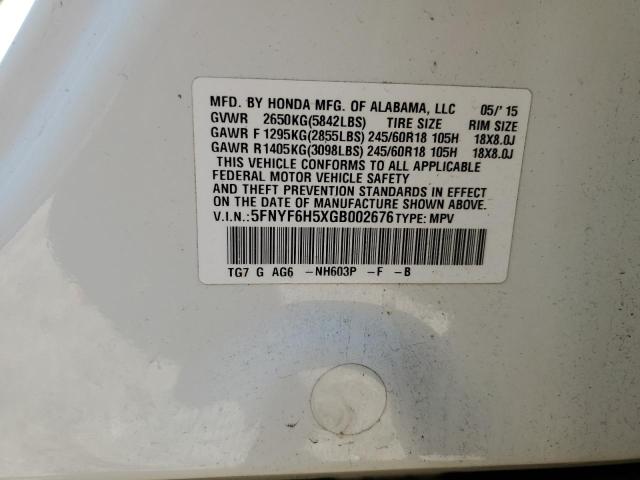 MFD. BY HONDA MFG. OF ALABAMA, LLC 05/'15
GVWR 2650KG(5842LBS) TIRE SIZE RIM SIZE
GAWR F 1295KG(2855LBS) 245/60R18 105H 18X8.0J
GAWR R 1405KG(3098LBS) 245/60R18 105H 18X8.0J
THIS VEHICLE CONFORMS TO ALL APPLICABLE
FEDERAL MOTOR VEHICLE SAFETY
AND THEFT PREVENTION STANDARDS IN EFFECT
ON THE DATE OF MANUFACTURE SHOWN ABOVE.
V.I.N.:5FNYF6H5XGB002676 TYPE: MPV
TG7 G AG6 -NH603P -F -B